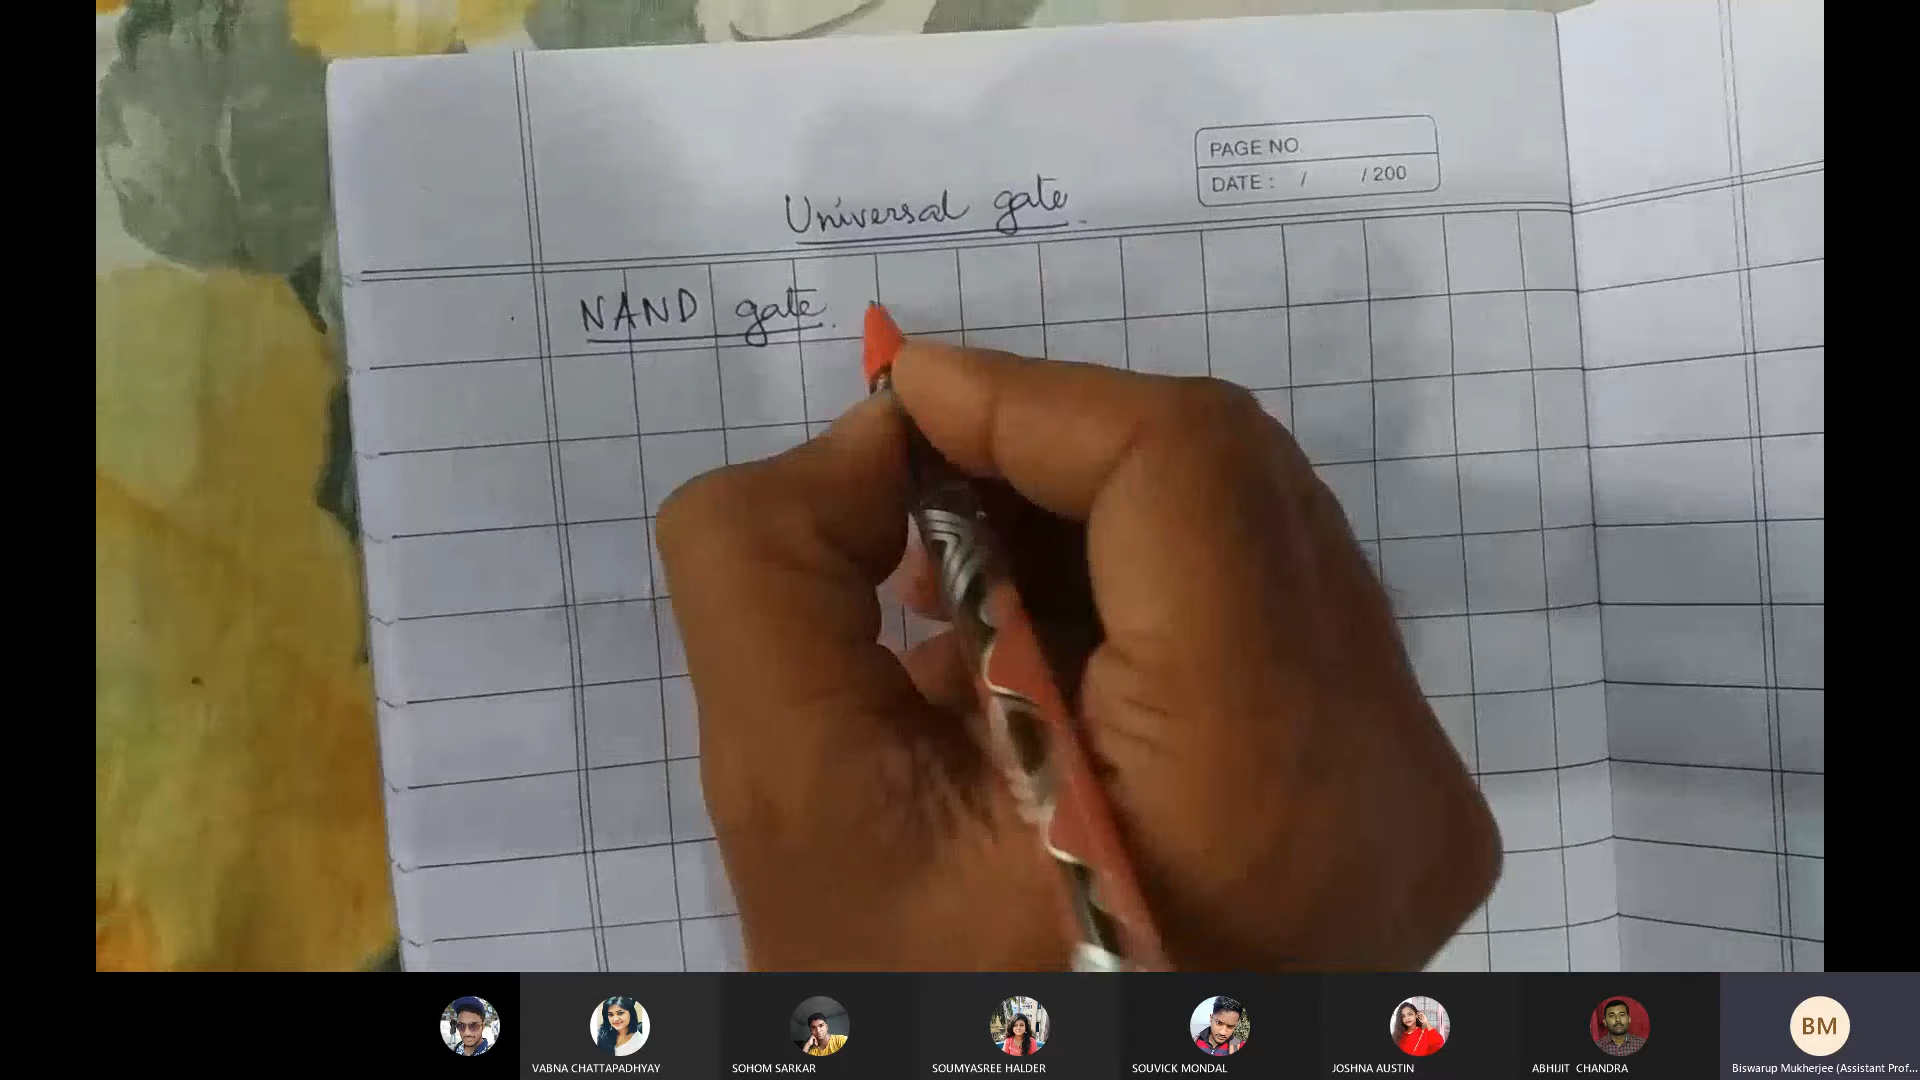 PAGE NO.
DATE : / / 200
Universal gate.
NAND gate.
VABNA CHATTAPADHYAY
SOHOM SARKAR
SOUMYASREE HALDER
SOUVICK MONDAL
JOSHNA AUSTIN
ABHIJIT CHANDRA
BM
Biswarup Mukherjee (Assistant Prof...